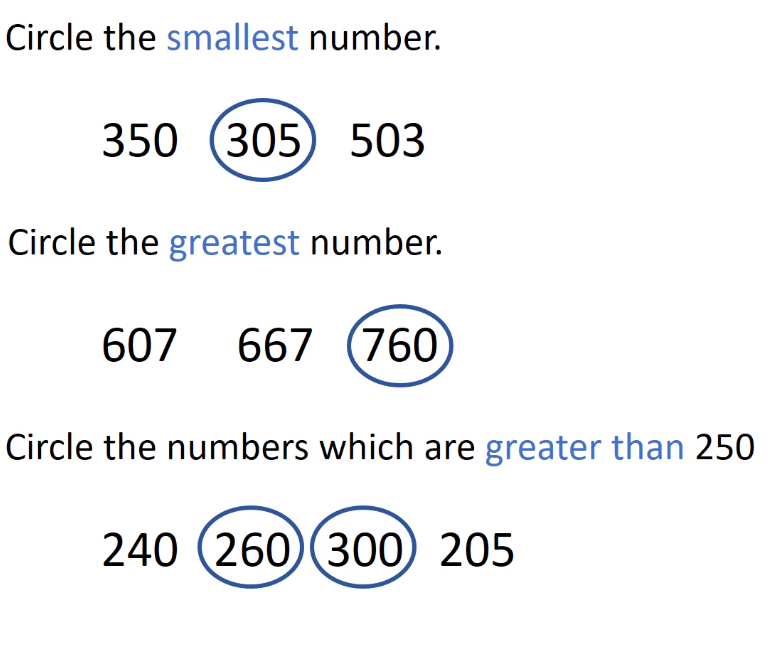 Circle the smallest number.
350 305 503
Circle the greatest number.
607 667 760
Circle the numbers which are greater than 250
240 260 300 205